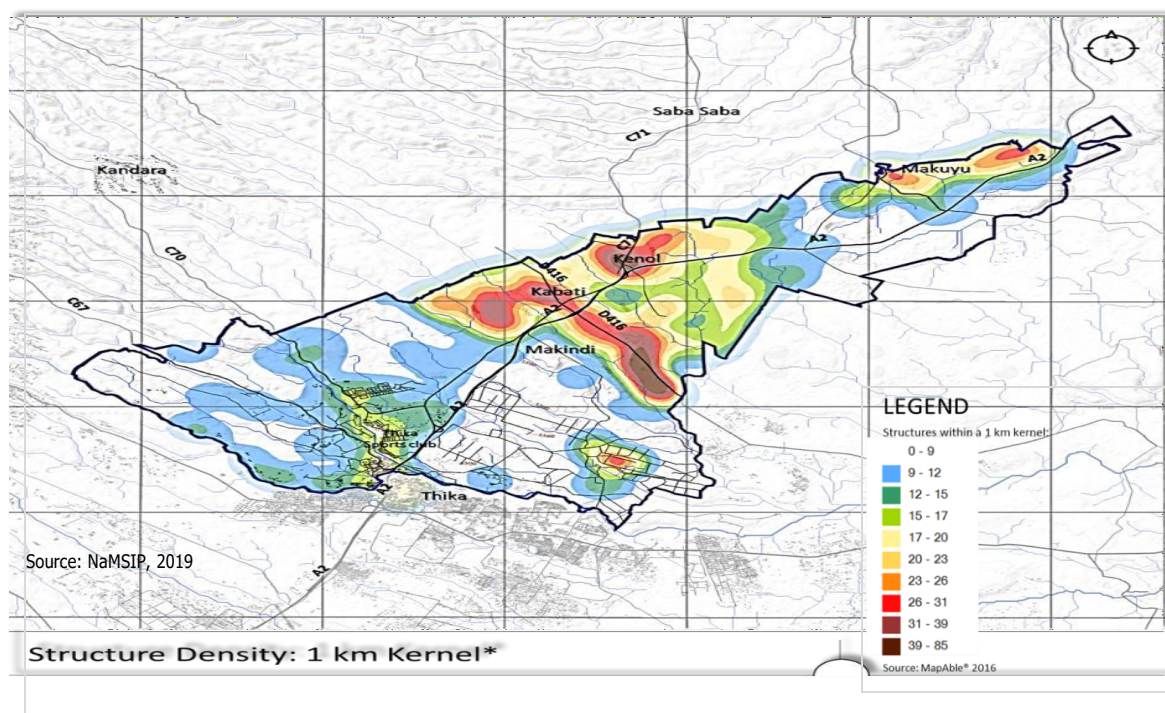 Saba Saba
C71
Kandara
A2
Makuyu
A2
C71
Kenol
C70
D416
Kabati
C67
A2
D416
Makindi
A2
Thika
Sports club
Thika
A2
A2
LEGEND
Structures within a 1 km kernel:
0 - 9
9 - 12
12 - 15
15 - 17
17 - 20
20 - 23
23 - 26
26 - 31
31 - 39
39 - 85
Source: MapAble® 2016
Source: NaMSIP, 2019
Structure Density: 1 km Kernel*